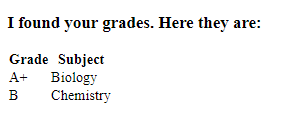 I found your grades. Here they are:
Grade Subject
A+ Biology
B Chemistry